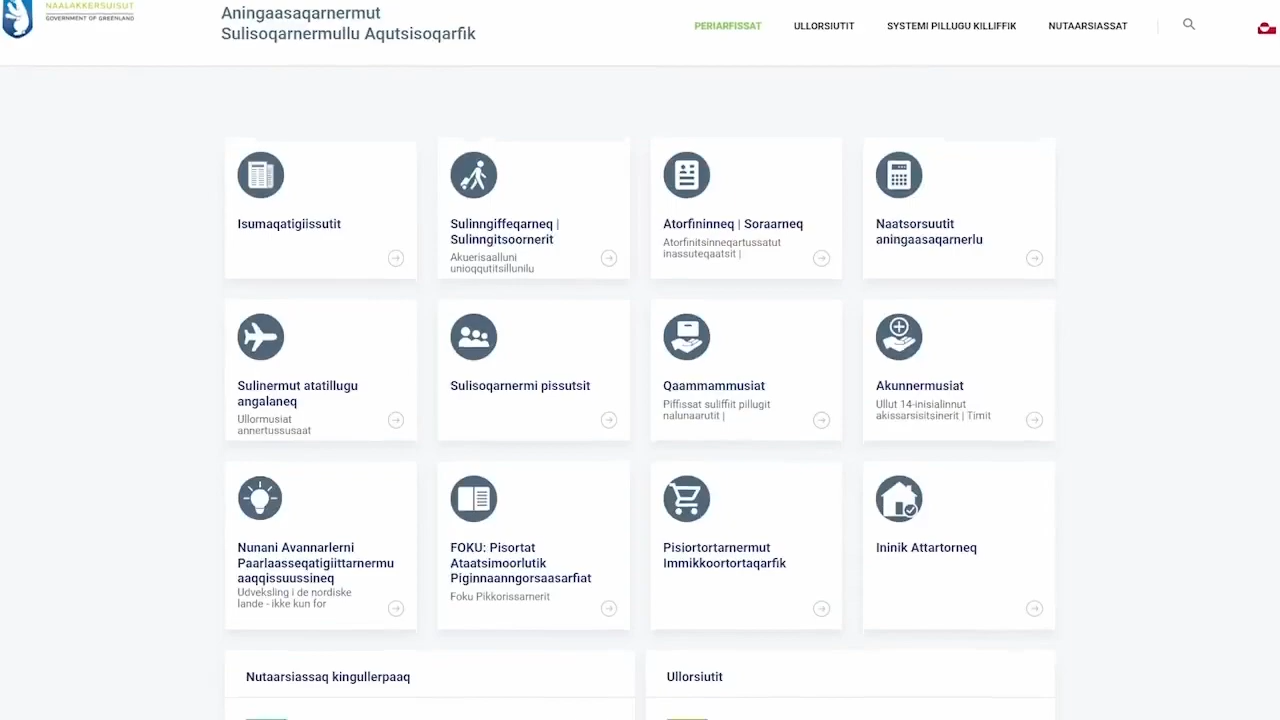 NAALAKKERSUISUT
GOVERNMENT OF GREENLAND
Aningaasaqarnermut
Sulisoqarnermullu Aqutsisoqarfik
PERIARFISSAT
ULLORSIUTIT
SYSTEMI PILLUGU KILLIFFIK
NUTAARSIASSAT
Isumaqatigiissutit
Sulinngiffeqarneq |
Sulinngitsoornerit
Akuerisaalluni
unioqqutitsillunilu
Atorfininneq | Soraarneq
Atorfinitsinneqartussatut
inassuteqaatsit |
Naatsorsuutit
aningaasaqarnerlu
Sulinermut atatillugu
angalaneq
Ullormusiat
annertussusaat
Sulisoqarnermi pissutsit
Qaammammusiat
Piffissat suliffiit pillugit
nalunaarutit |
Akunnermusiat
Ullut 14-inisialinnut
akissarsisitsinerit | Timit
Nunani Avannarlerni
Paarlaasseqatigiittarnermu
aaqqissuussineq
Udveksling i de nordiske
lande - ikke kun for
FOKU: Pisortat
Ataatsimoorlutik
Piginnaanngorsaasarfiat
Foku Pikkorissarnerit
Pisiortortarnermut
Immikkoortortaqarfik
Ininik Attartorneq
Nutaarsiassaq kingullerpaaq
Ullorsiutit